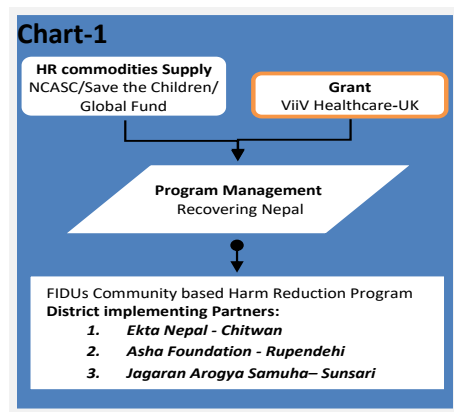 Chart-1
HR commodities Supply
NCASC/Save the Children/
Global Fund
Grant
ViiV Healthcare-UK
Program Management
Recovering Nepal
FIDUs Community based Harm Reduction Program
District implementing Partners:
1. Ekta Nepal - Chitwan
2. Asha Foundation - Rupendehi
3. Jagaran Arogya Samuha– Sunsari